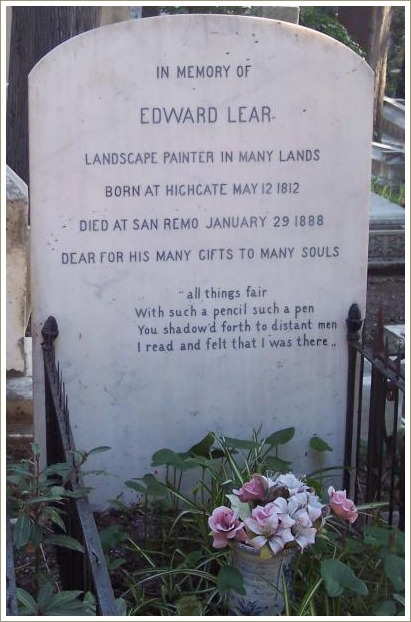 IN MEMORY OF
EDWARD LEAR
LANDSCAPE PAINTER IN MANY LANDS
BORN AT HIGHGATE MAY 12 1812
DIED AT SAN REMO JANUARY 29 1888
DEAR FOR HIS MANY GIFTS TO MANY SOULS
"all things fair
With such a pencil such a pen
You shadow'd forth to distant men
I read and felt that I was there„